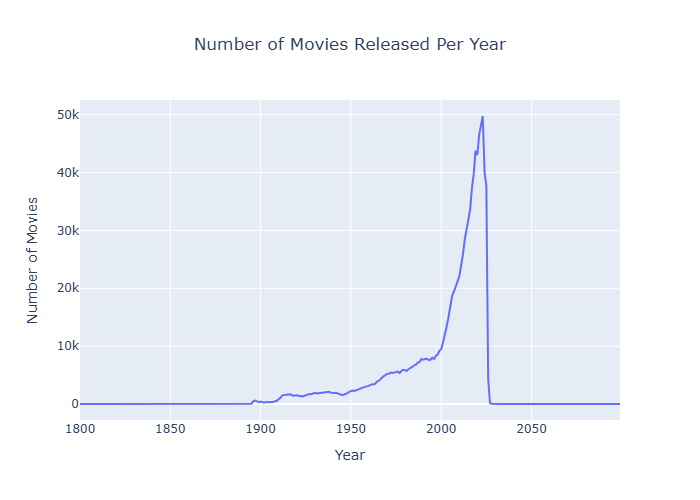 Number of Movies Released Per Year
Number of Movies
50k
40k
30k
20k
10k
0
1800
1850
1900
1950
2000
2050
Year